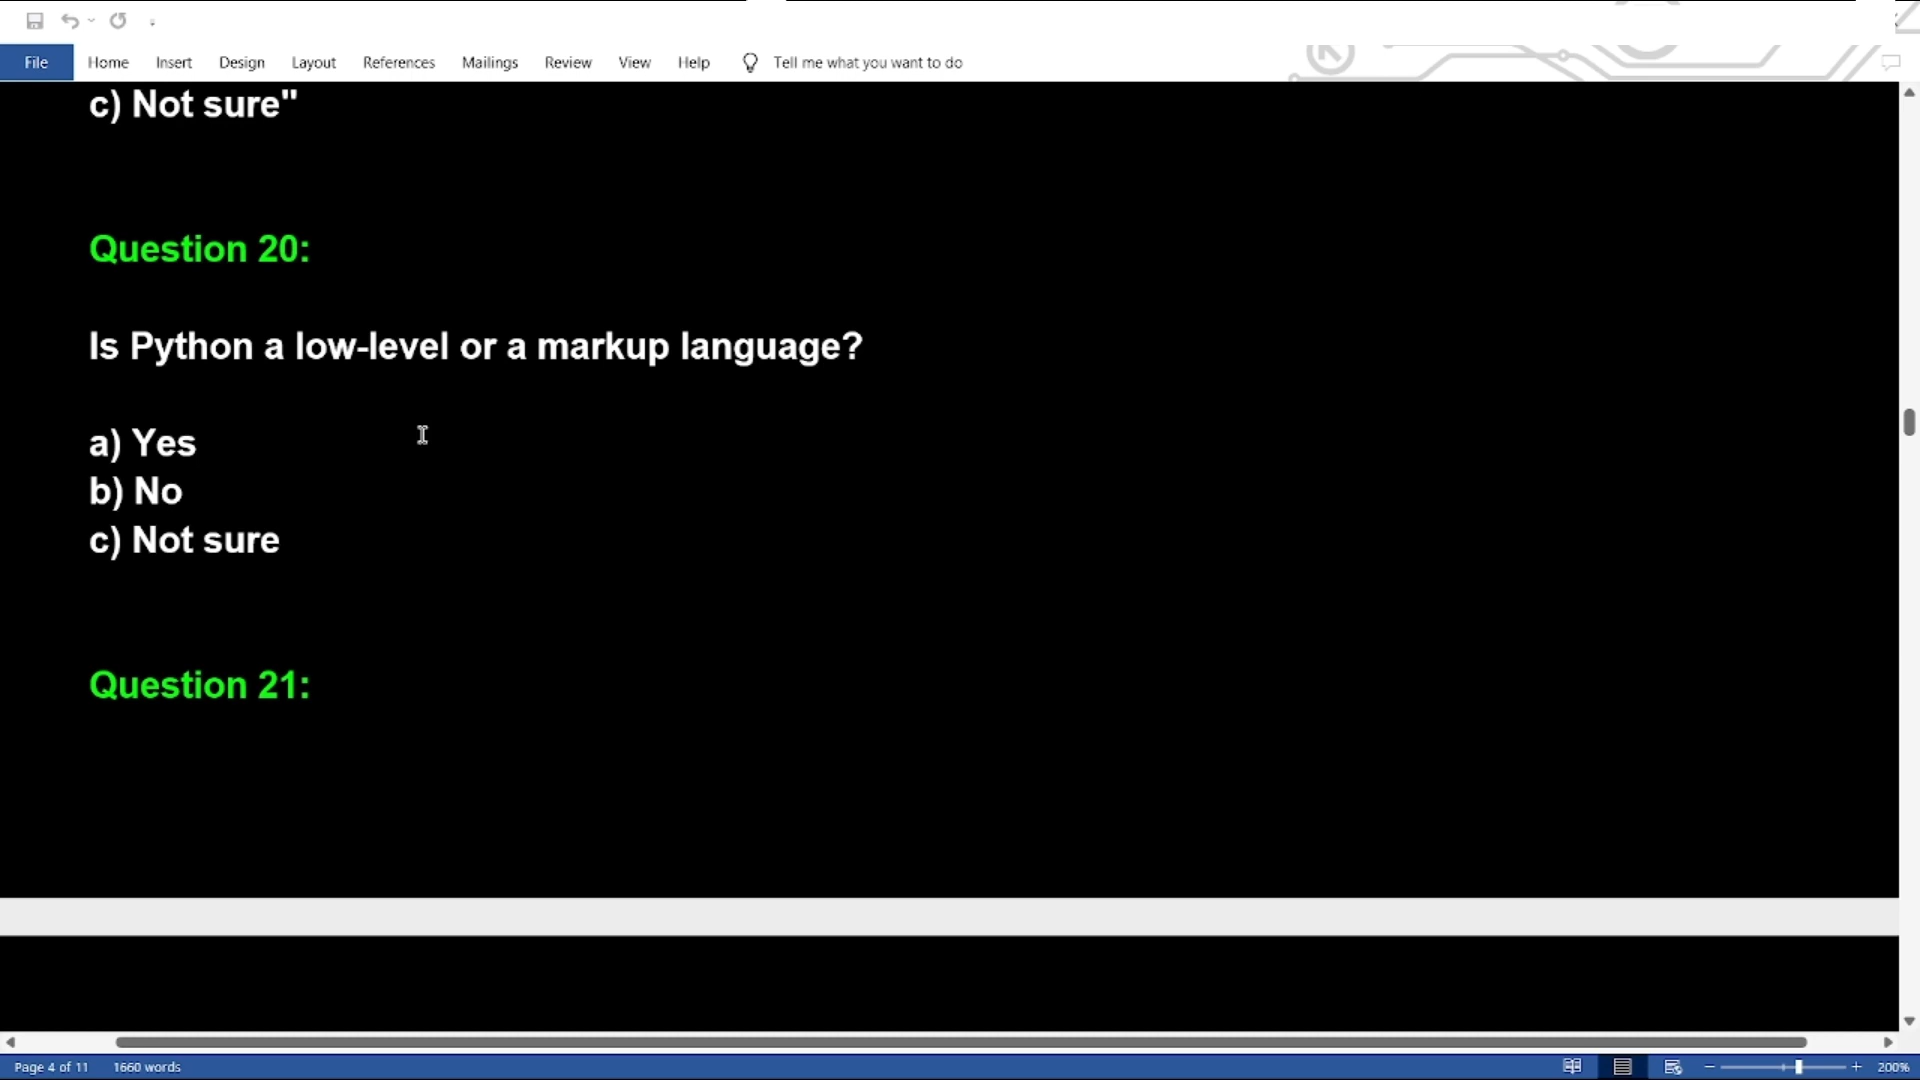 File Home Insert Design Layout References Mailings Review View Help Tell me what you want to do
c) Not sure"
Question 20:
Is Python a low-level or a markup language?
a) Yes
b) No
c) Not sure
Question 21:
Page 4 of 11 1660 words 200%